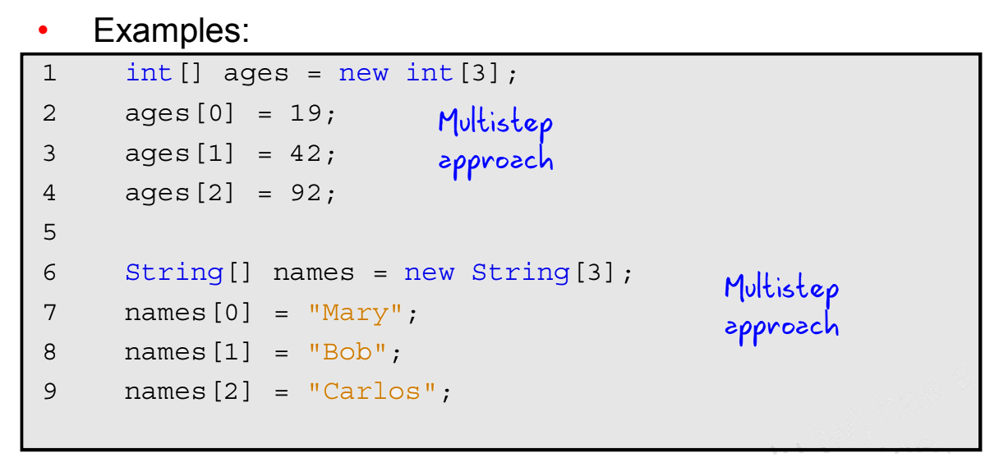 • Examples:
1 int[] ages = new int[3];
2 ages[0] = 19;
Multistep
3 ages[1] = 42;
approach
4 ages[2] = 92;
5
6 String[] names = new String[3];
Multistep
7 names[0] = "Mary";
approach
8 names[1] = "Bob";
9 names[2] = "Carlos";